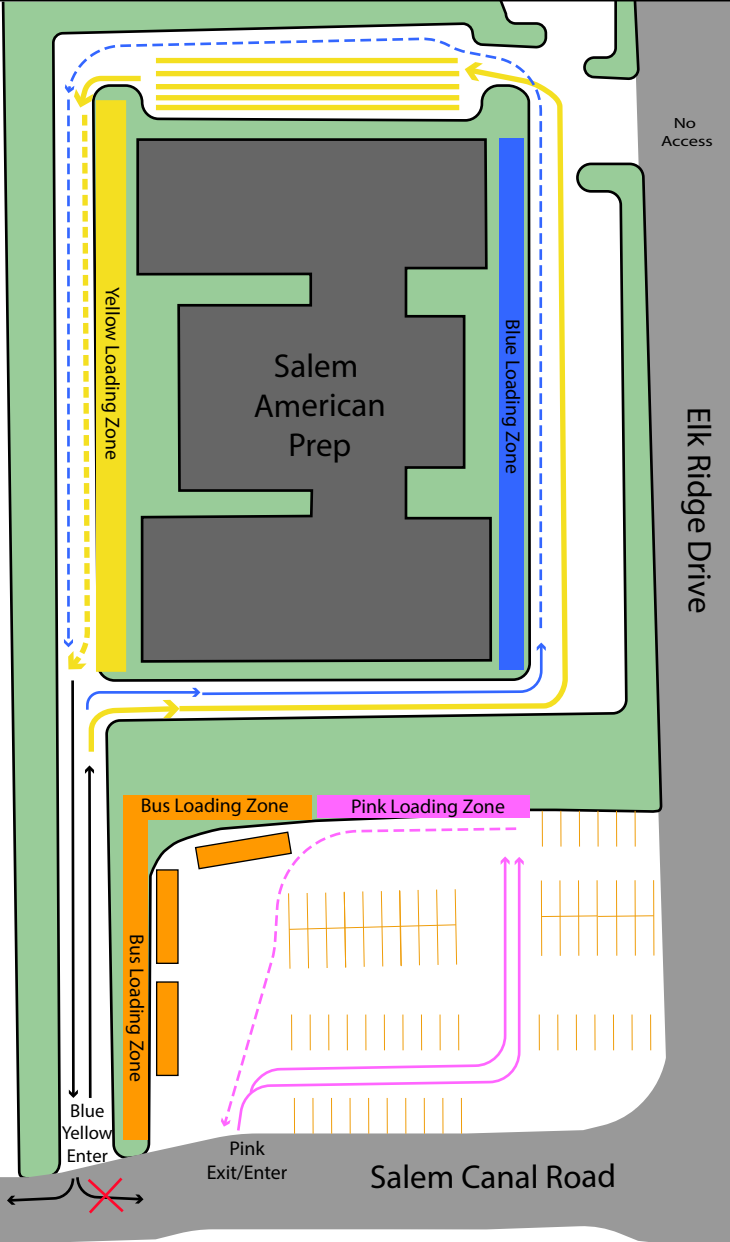 No
Access
Yellow Loading Zone
Salem
American
Prep
Blue Loading Zone
Elk Ridge Drive
Bus Loading Zone
Pink Loading Zone
Bus Loading Zone
Blue
Yellow
Enter
Pink
Exit/Enter
Salem Canal Road